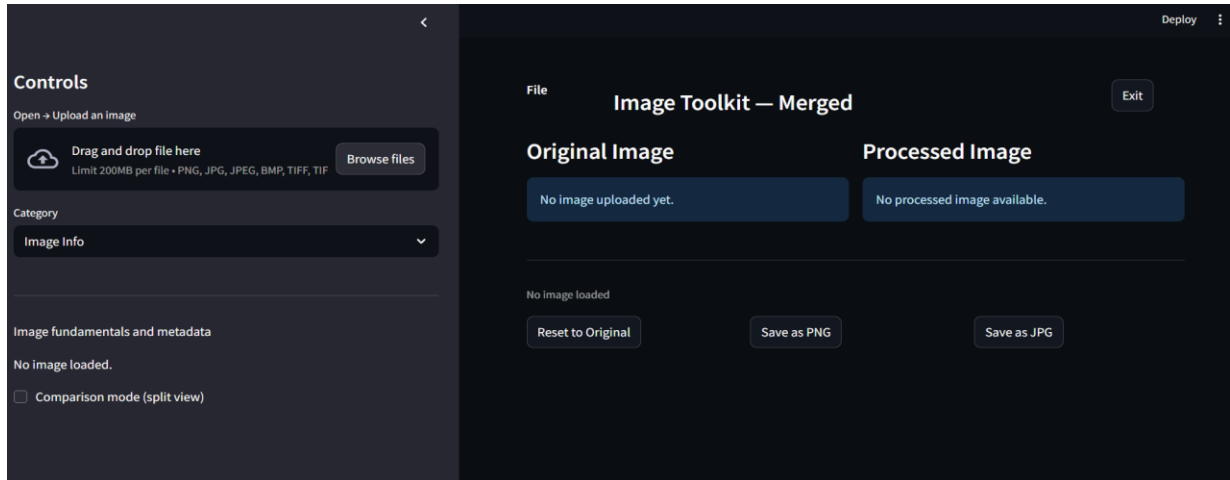 Deploy
Controls
Open → Upload an image
Drag and drop file here
Limit 200MB per file • PNG, JPG, JPEG, BMP, TIFF, TIF
Browse files
Category
Image Info
Image fundamentals and metadata
No image loaded.
Comparison mode (split view)
File
Image Toolkit — Merged
Exit
Original Image
Processed Image
No image uploaded yet.
No processed image available.
No image loaded
Reset to Original
Save as PNG
Save as JPG